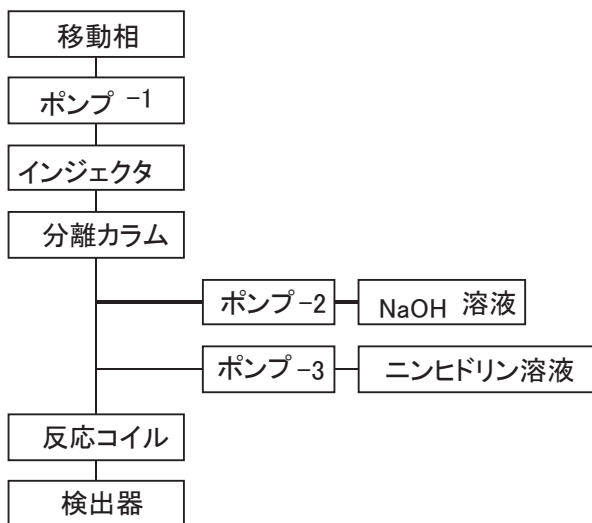 移動相
ポンプ -1
インジェクタ
分離カラム
ポンプ-2
NaOH 溶液
ポンプ-3
ニンヒドリン溶液
反応コイル
検出器